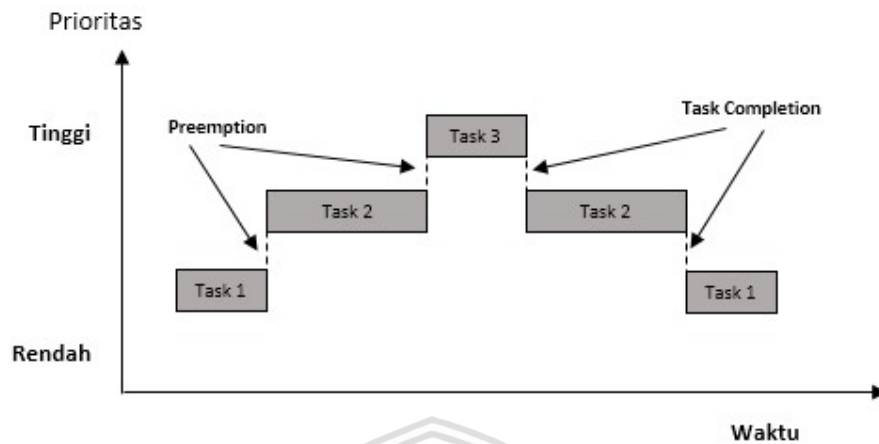 Prioritas
Tinggi
Preemption
Task 3
Task Completion
Task 2
Task 2
Task 1
Task 1
Rendah
Waktu